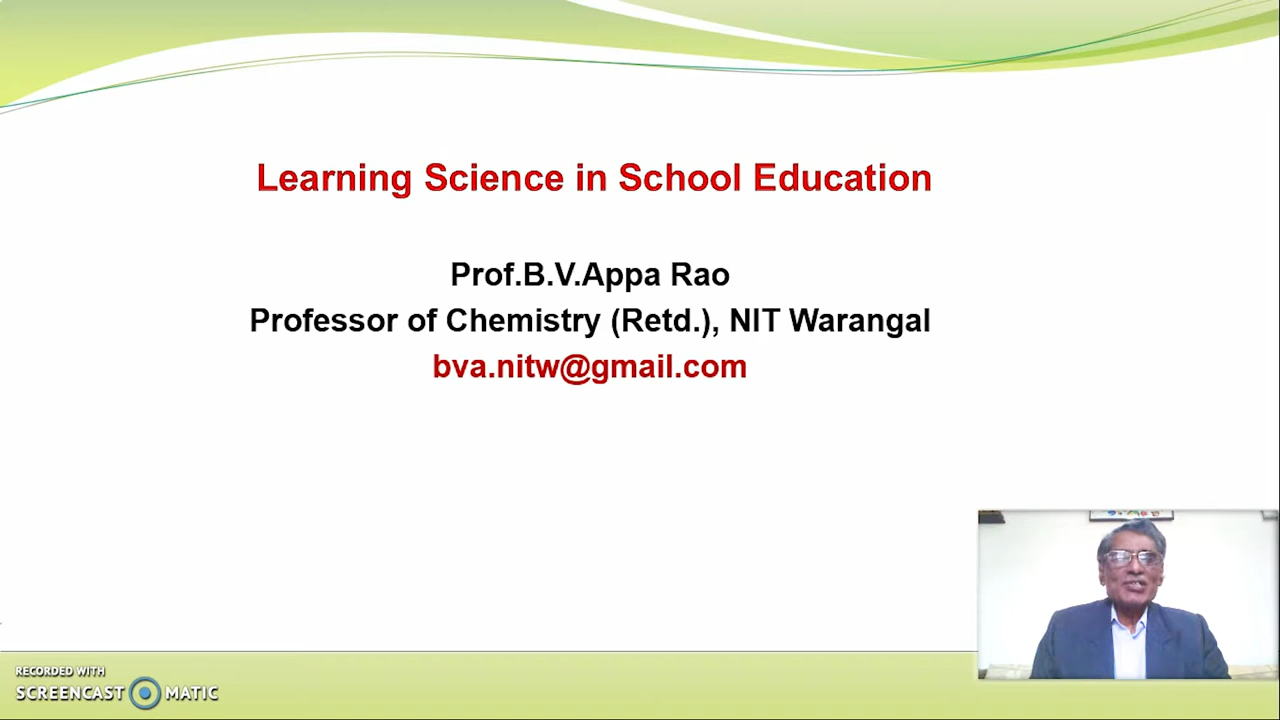 Learning Science in School Education
Prof.B.V.Appa Rao
Professor of Chemistry (Retd.), NIT Warangal
bva.nitw@gmail.com
RECORDED WITH
SCREENCAST MATIC